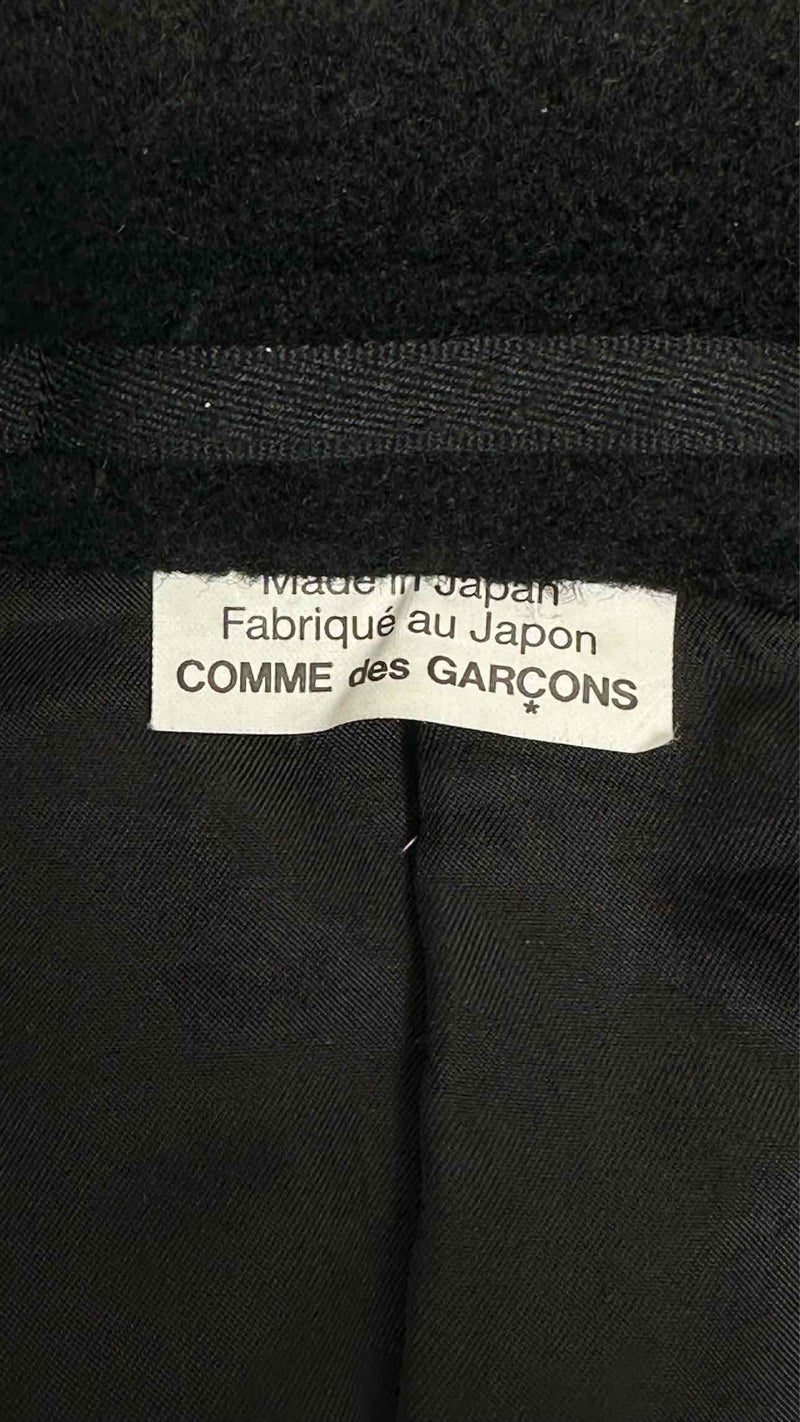 Made in Japan
Fabriqué au Japon
COMME des GARÇONS
*